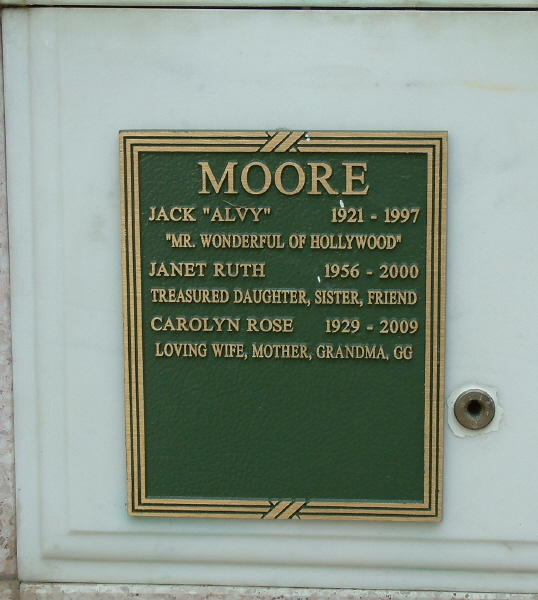 MOORE
JACK "ALVY" 1921 - 1997
"MR. WONDERFUL OF HOLLYWOOD"
JANET RUTH 1956 - 2000
TREASURED DAUGHTER, SISTER, FRIEND
CAROLYN ROSE 1929 - 2009
LOVING WIFE, MOTHER, GRANDMA, GG